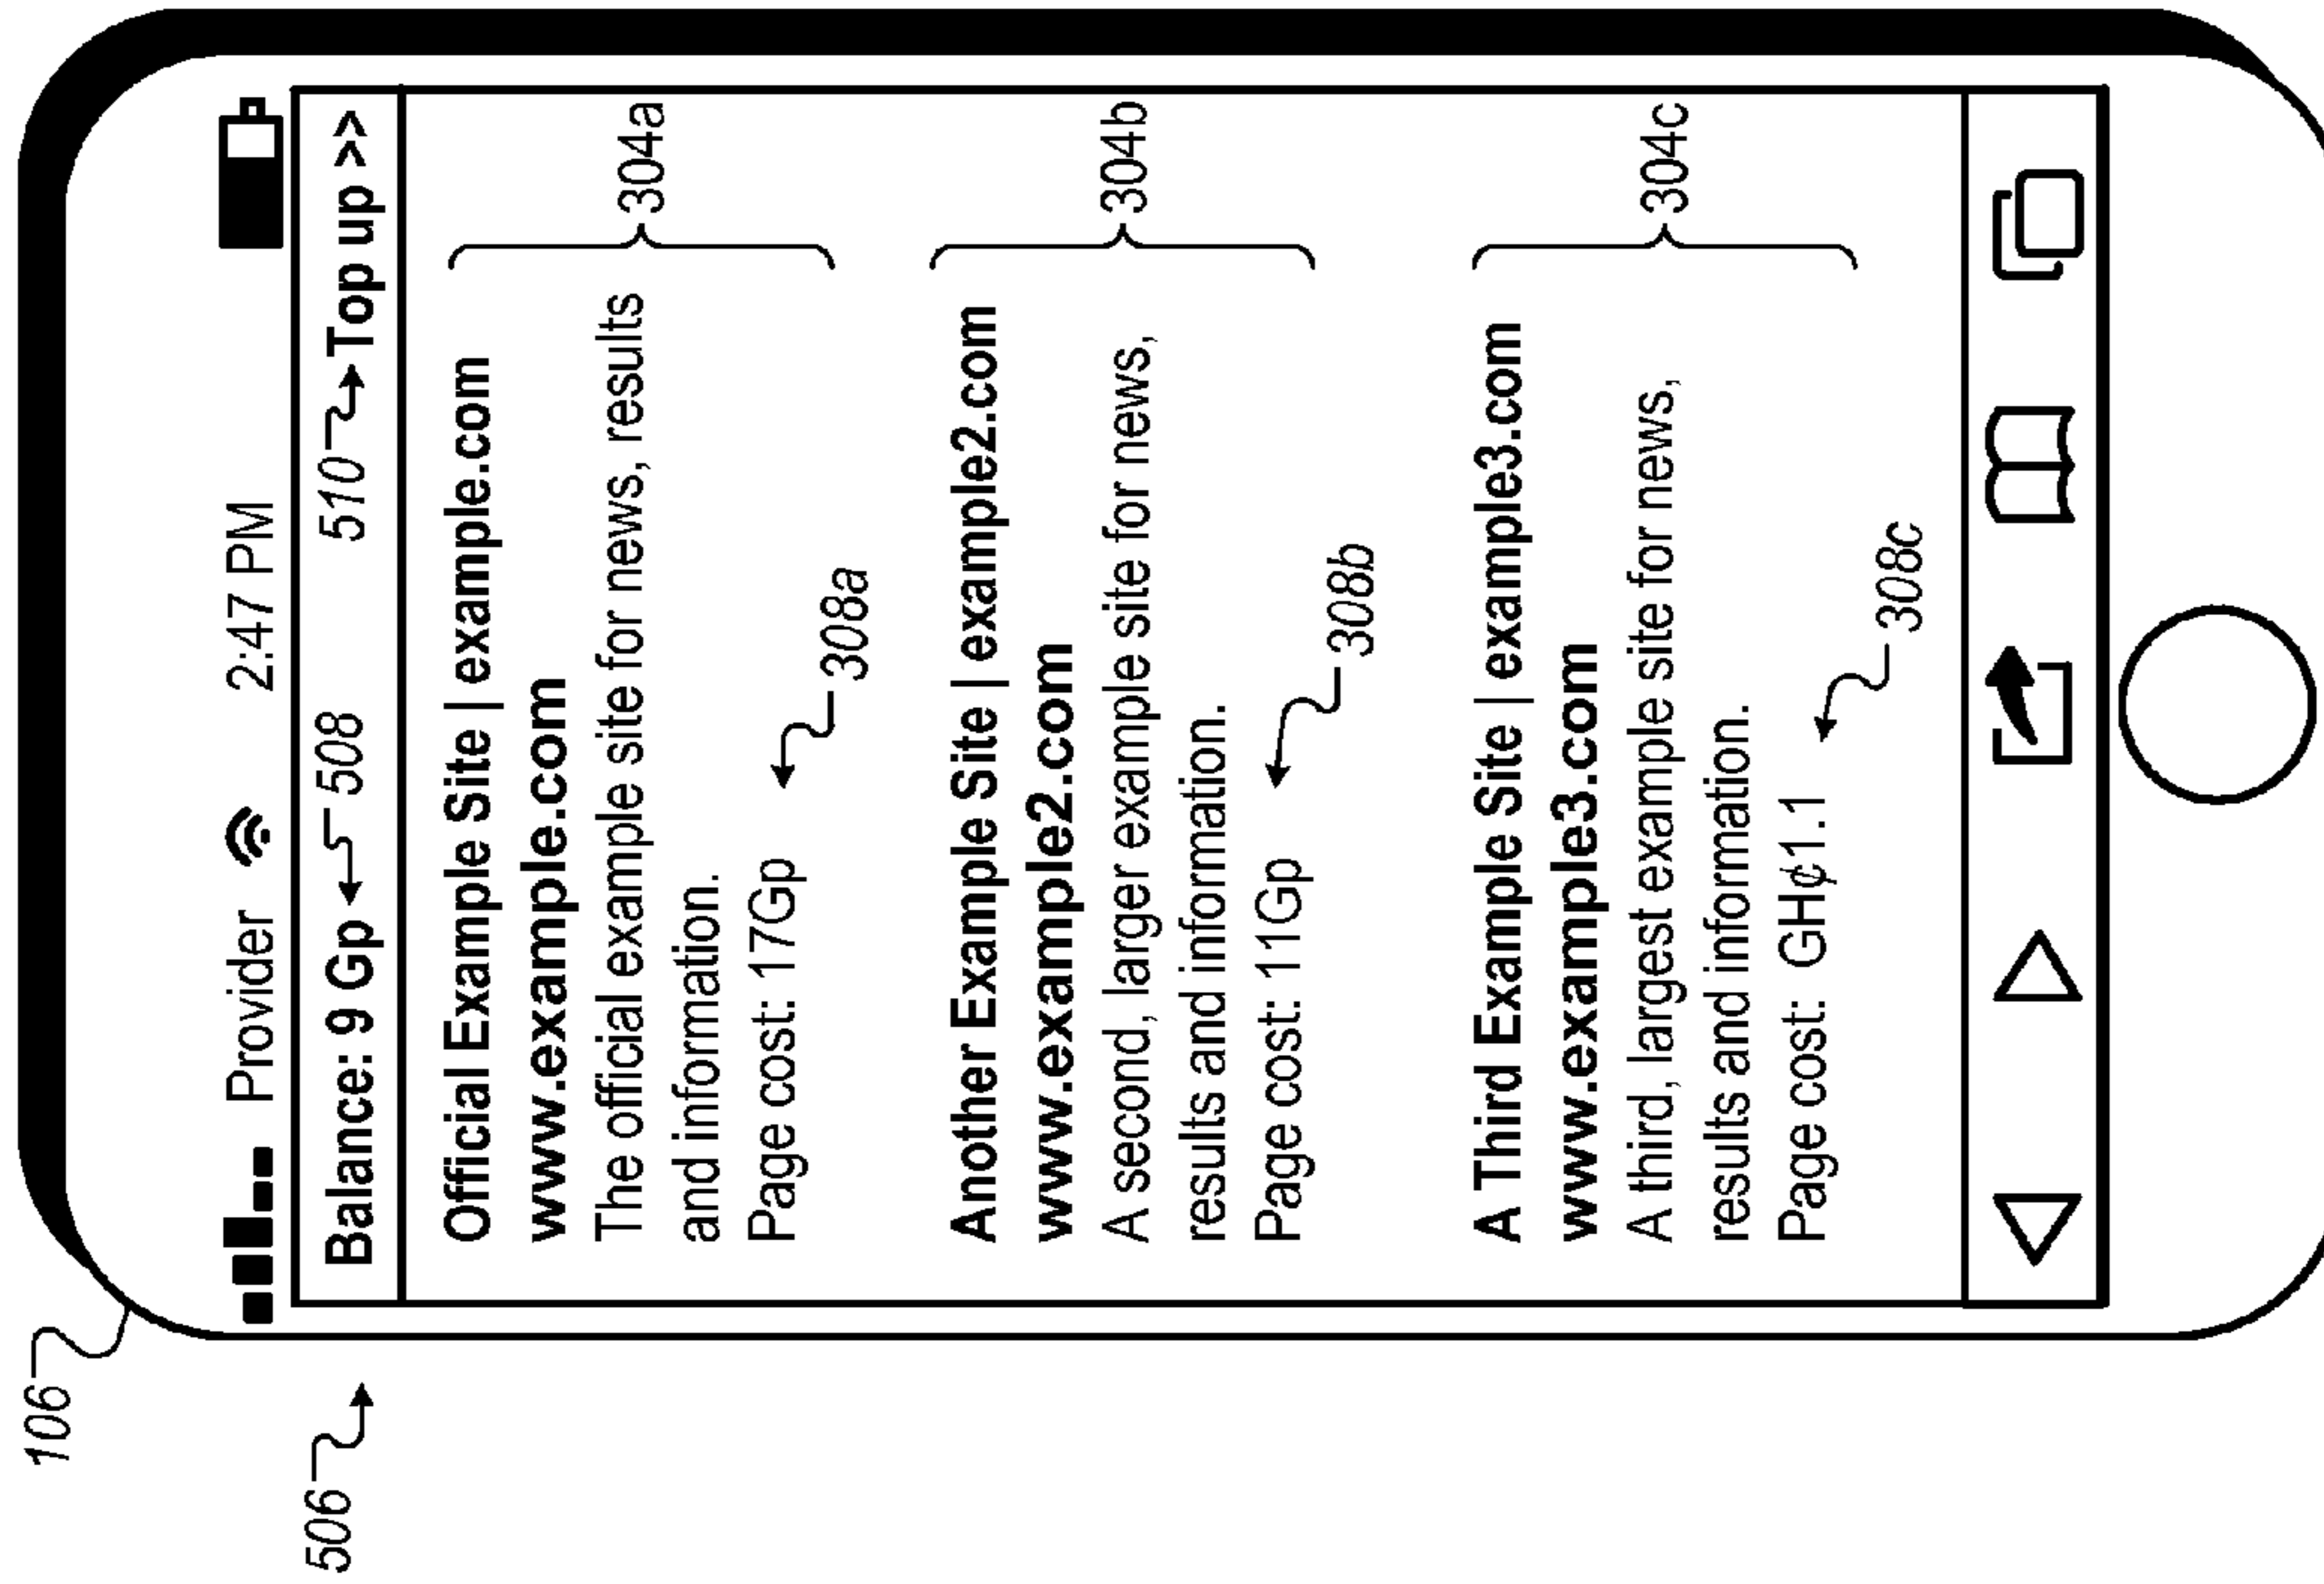 106
506
Provider 2:47 PM
Balance: 9 Gp 508 510 Top up >>
Official Example Site | example.com
www.example.com
The official example site for news, results
and information.
Page cost: 17Gp
304a
308a
Another Example Site | example2.com
www.example2.com
A second, larger example site for news,
results and information.
Page cost: 11Gp
304b
308b
A Third Example Site | example3.com
www.example3.com
A third, largest example site for news,
results and information.
Page cost: GH¢1.1
304c
308c